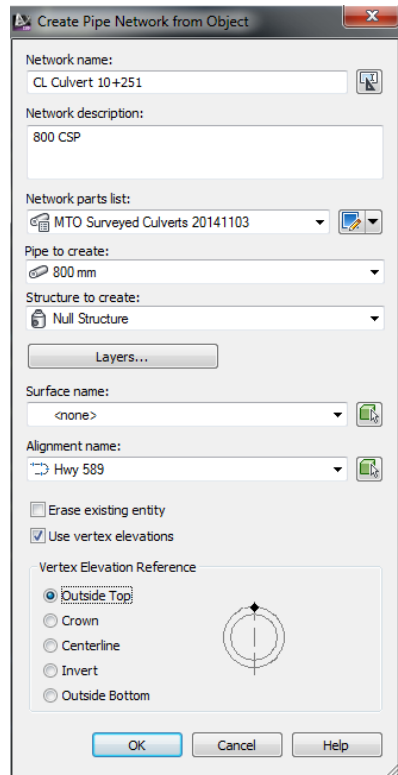 Create Pipe Network from Object
Network name:
CL Culvert 10+251
Network description:
800 CSP
Network parts list:
MTO Surveyed Culverts 20141103
Pipe to create:
800 mm
Structure to create:
Null Structure
Layers...
Surface name:
<none>
Alignment name:
Hwy 589
Erase existing entity
Use vertex elevations
Vertex Elevation Reference
Outside Top
Crown
Centerline
Invert
Outside Bottom
OK Cancel Help